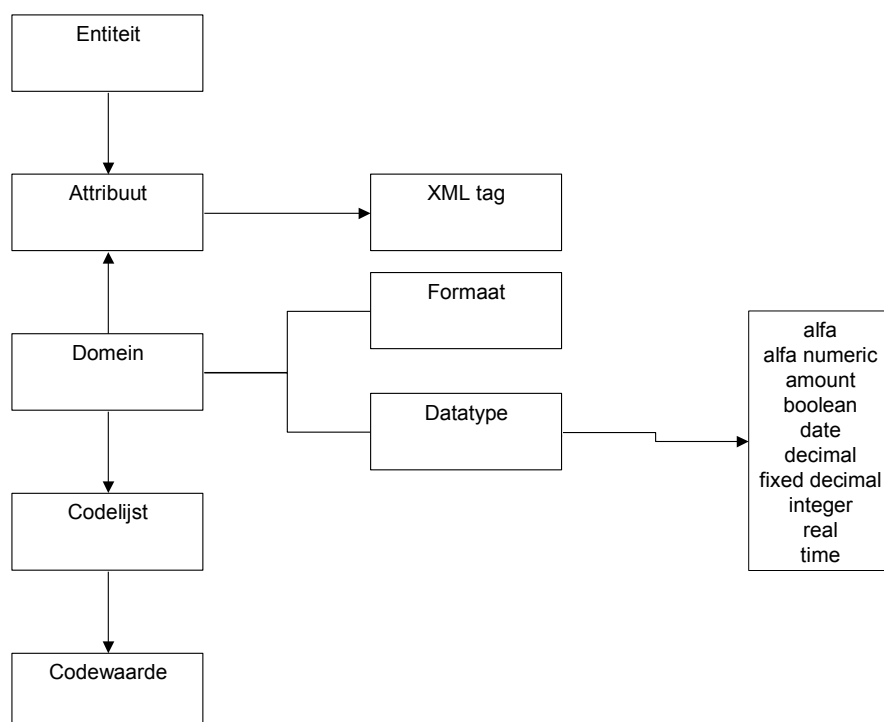 Entiteit
Attribuut
XML tag
Formaat
Domein
Datatype
alfa
alfa numeric
amount
boolean
date
decimal
fixed decimal
integer
real
time
Codelijst
Codewaarde